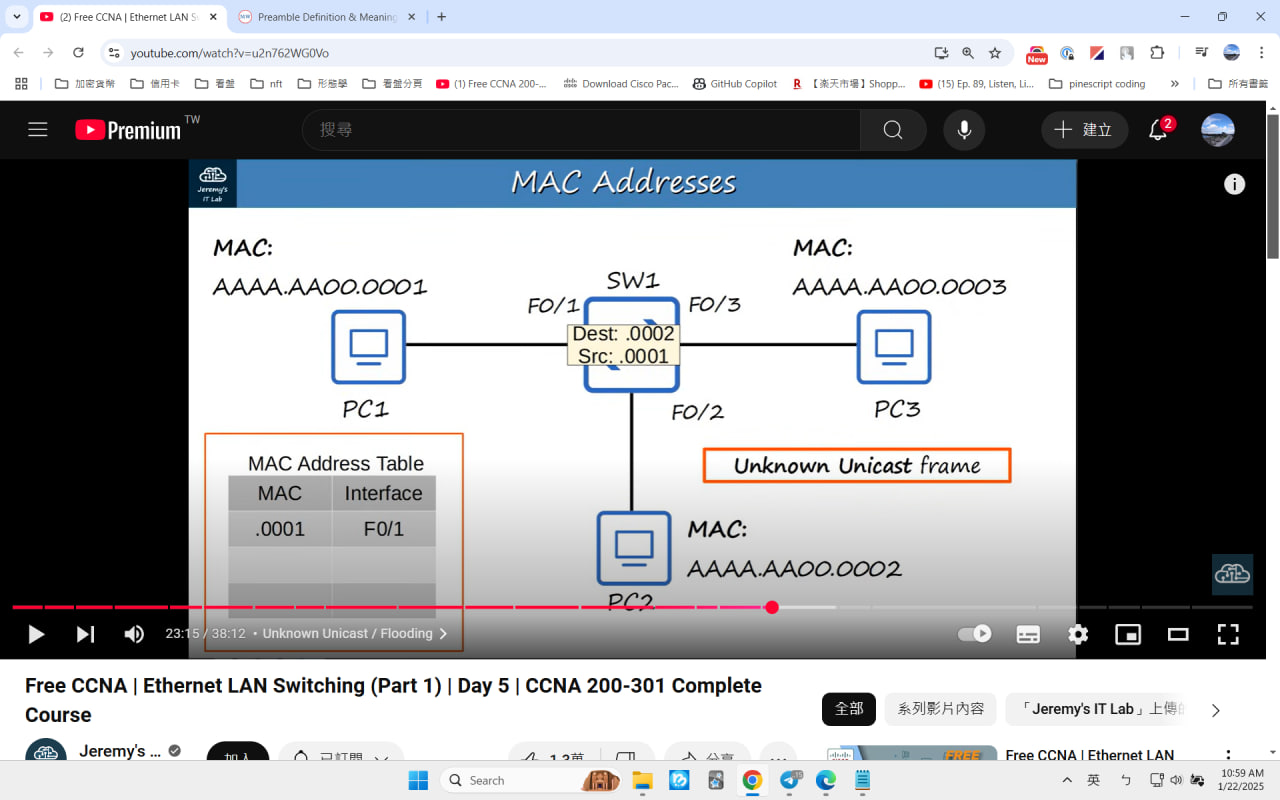 (2) Free CCNA | Ethernet LAN S
Preamble Definition & Meaning
youtube.com/watch?v=u2n762WG0Vo
New
加密貨幣
信用卡
看盤
nft
形態學
看盤分頁
(1) Free CCNA 200-...
Download Cisco Pac...
GitHub Copilot
【楽天市場】Shopp...
(15) Ep. 89, Listen, Li...
pinescript coding
所有書籤
Premium TW
搜尋
建立
2
Jeremy's
IT Lab
MAC Addresses
MAC:
AAAA.AA00.0001
MAC:
AAAA.AA00.0003
SW1
F0/1
F0/3
Dest: .0002
Src: .0001
PC1
F0/2
PC3
MAC Address Table
MAC Interface
.0001 F0/1
Unknown Unicast frame
MAC:
AAAA.AA00.0002
PC2
23:15 / 38:12 • Unknown Unicast / Flooding
Free CCNA | Ethernet LAN Switching (Part 1) | Day 5 | CCNA 200-301 Complete
Course
全部
系列影片內容
「Jeremy's IT Lab」上傳的
Jeremy's ...
加入
已訂閱
1.3萬
分享
FREE
Free CCNA | Ethernet LAN
Search
英
ㄅ
10:59 AM
1/22/2025